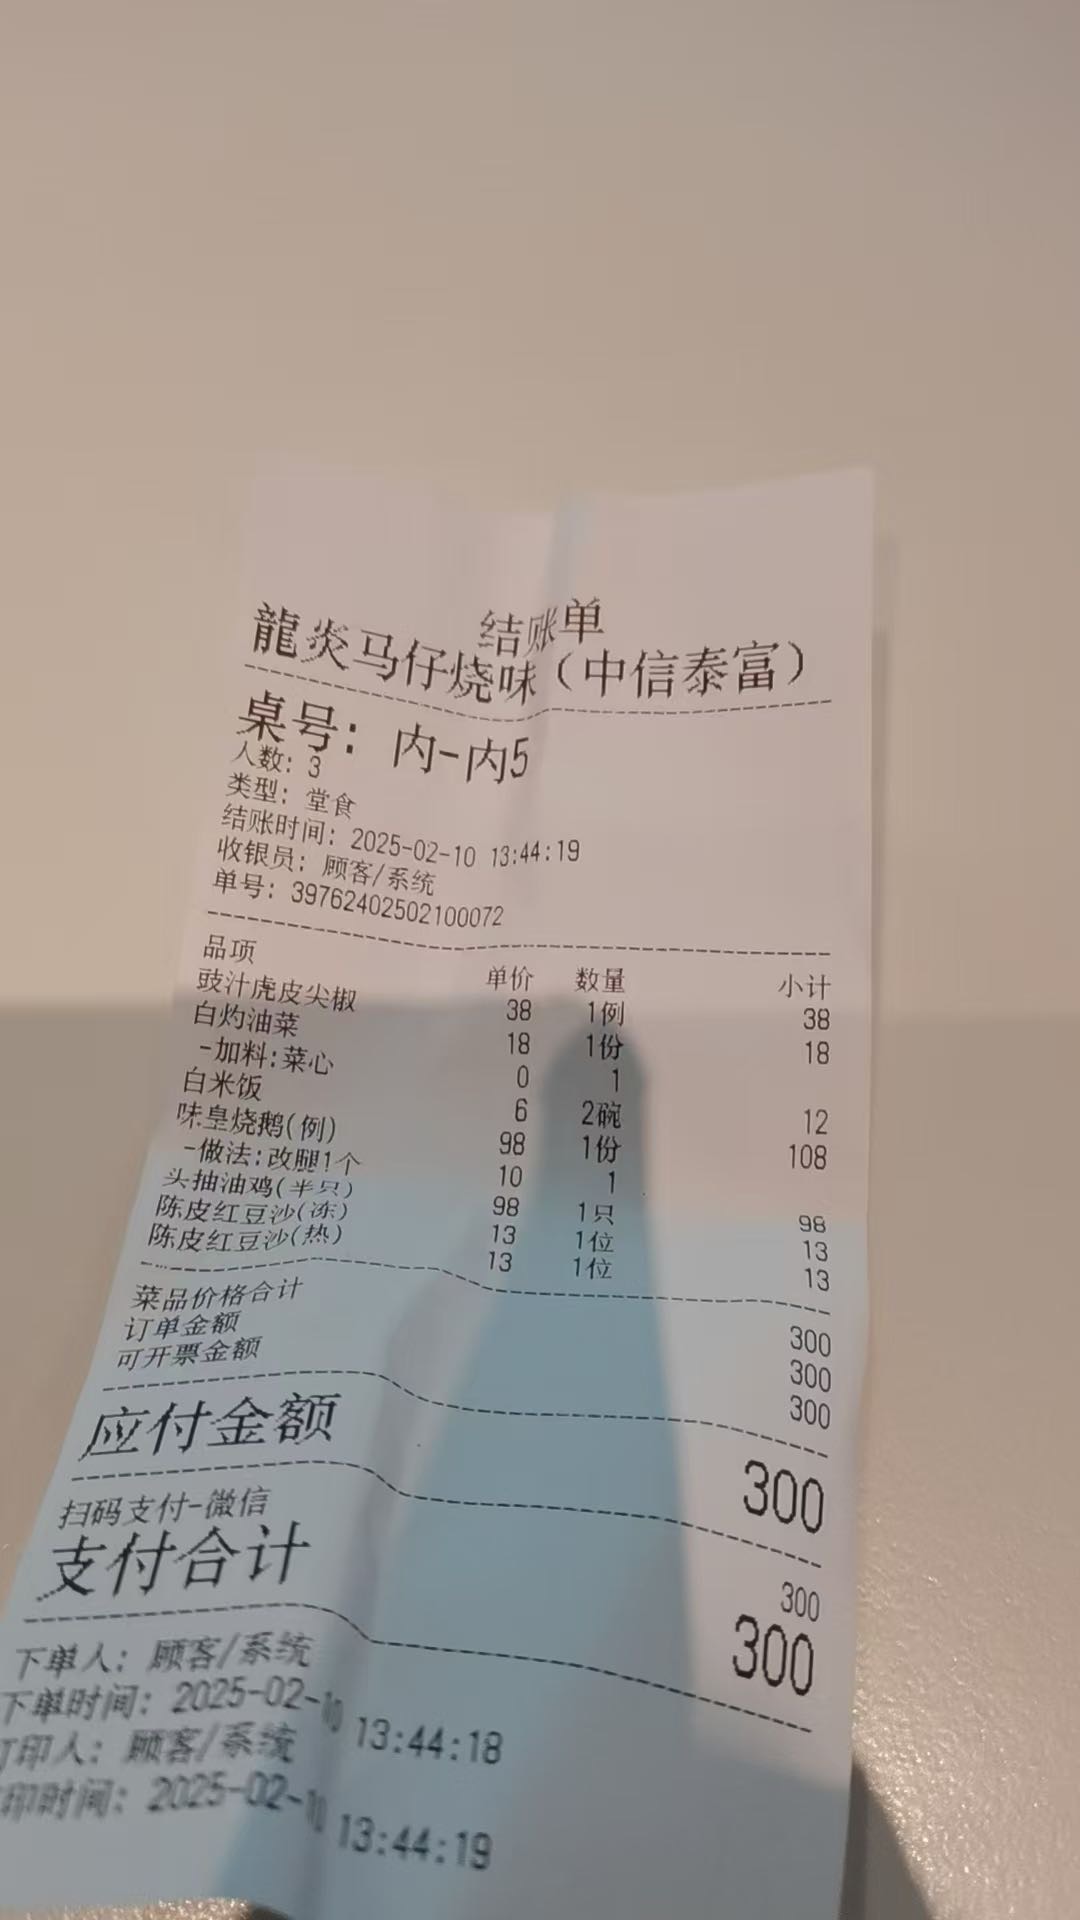 结账单
龍炎马仔烧味（中信泰富）
桌号： 内-内5
人数：3
类型：堂食
结账时间：2025-02-10 13:44:19
收银员：顾客/系统
单号：39762402502100072
品项 单价 数量 小计
豉汁虎皮尖椒 38 1例 38
白灼油菜 18 1份 18
-加料:菜心 0 1
白米饭 6 2碗 12
味皇烧鹅(例) 98 1份 108
-做法:改腿1个 10 1
头抽油鸡(半只) 98 1只 98
陈皮红豆沙(冻) 13 1位 13
陈皮红豆沙(热) 13 1位 13
菜品价格合计 300
订单金额 300
可开票金额 300
应付金额 300
扫码支付-微信 300
支付合计 300
下单人：顾客/系统
下单时间：2025-02-10 13:44:18
打印人：顾客/系统
印时间：2025-02-10 13:44:19